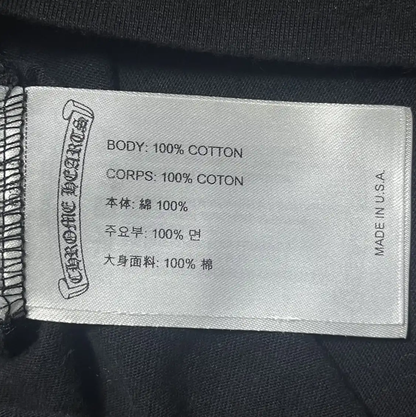 CHROME HEARTS
BODY: 100% COTTON
CORPS: 100% COTON
本体: 綿 100%
주요부: 100% 면
大身面料: 100% 棉
MADE IN U.S.A.